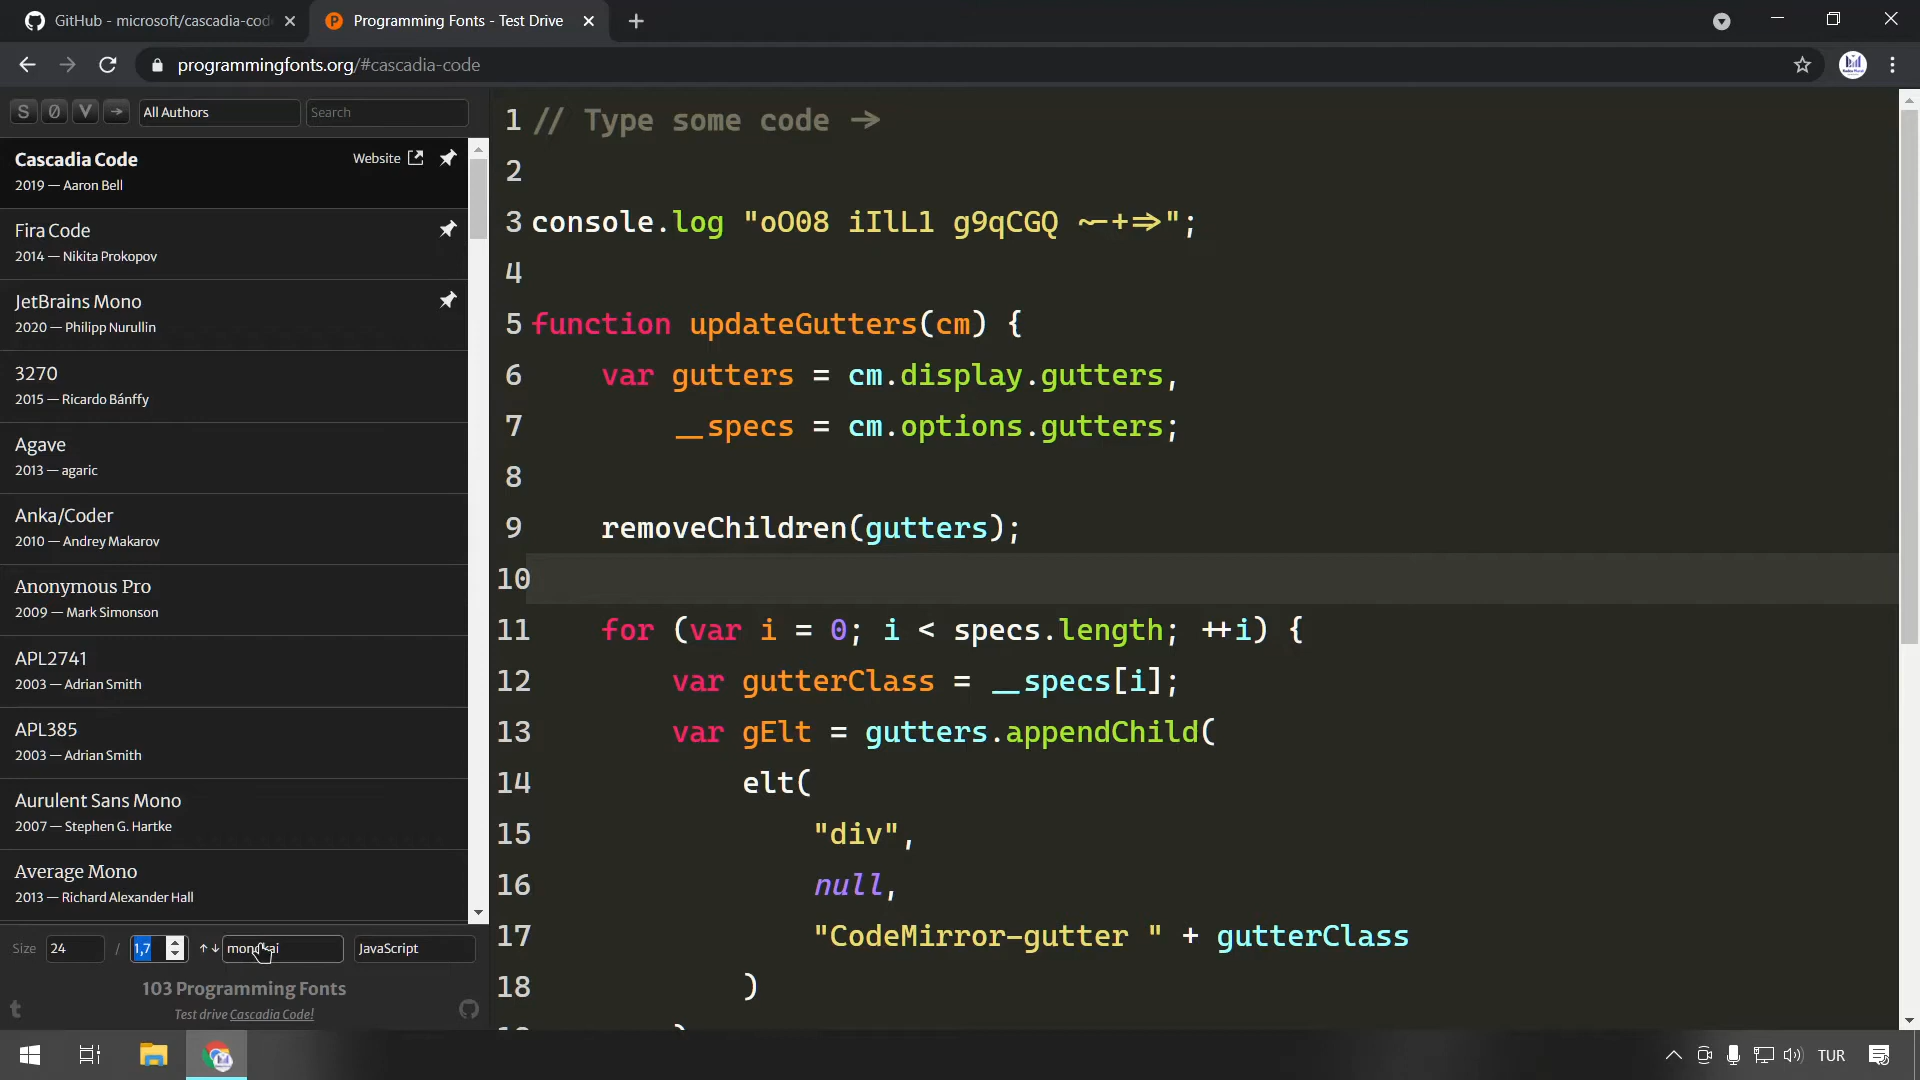 GitHub - microsoft/cascadia-cod
Programming Fonts - Test Drive
programmingfonts.org/#cascadia-code
S 0 V → All Authors Search
Cascadia Code Website
2019 — Aaron Bell
Fira Code
2014 — Nikita Prokopov
JetBrains Mono
2020 — Philipp Nurullin
3270
2015 — Ricardo Bánffy
Agave
2013 — agaric
Anka/Coder
2010 — Andrey Makarov
Anonymous Pro
2009 — Mark Simonson
APL2741
2003 — Adrian Smith
APL385
2003 — Adrian Smith
Aurulent Sans Mono
2007 — Stephen G. Hartke
Average Mono
2013 — Richard Alexander Hall
Size 24 / 1,7 ↑↓ monokai JavaScript
103 Programming Fonts
Test drive Cascadia Code!
1 // Type some code ->
2
3 console.log "oO08 iIlL1 g9qCGQ ~-+=>";
4
5 function updateGutters(cm) {
6 var gutters = cm.display.gutters,
7 __specs = cm.options.gutters;
8
9 removeChildren(gutters);
10
11 for (var i = 0; i < specs.length; ++i) {
12 var gutterClass = __specs[i];
13 var gElt = gutters.appendChild(
14 elt(
15 "div",
16 null,
17 "CodeMirror-gutter " + gutterClass
18 )
TUR